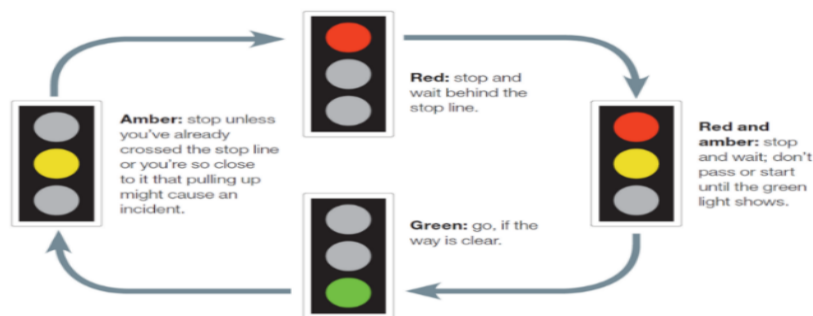 Red: stop and
wait behind the
stop line.
Amber: stop unless
you've already
crossed the stop line
or you're so close
to it that pulling up
might cause an
incident.
Red and
amber: stop
and wait; don't
pass or start
until the green
light shows.
Green: go, if the
way is clear.